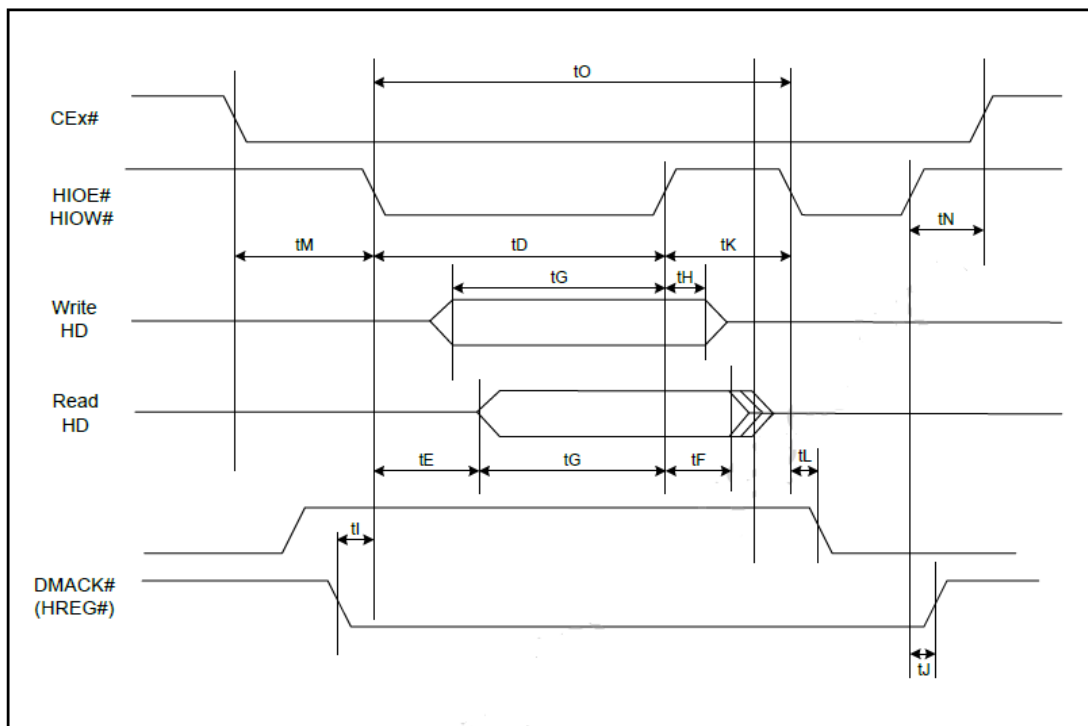 tO
CEx#
HIOE#
HIOW#
tN
tM
tD
tK
tG
tH
Write
HD
Read
HD
tE
tG
tF
tL
tI
DMACK#
(HREG#)
tJ